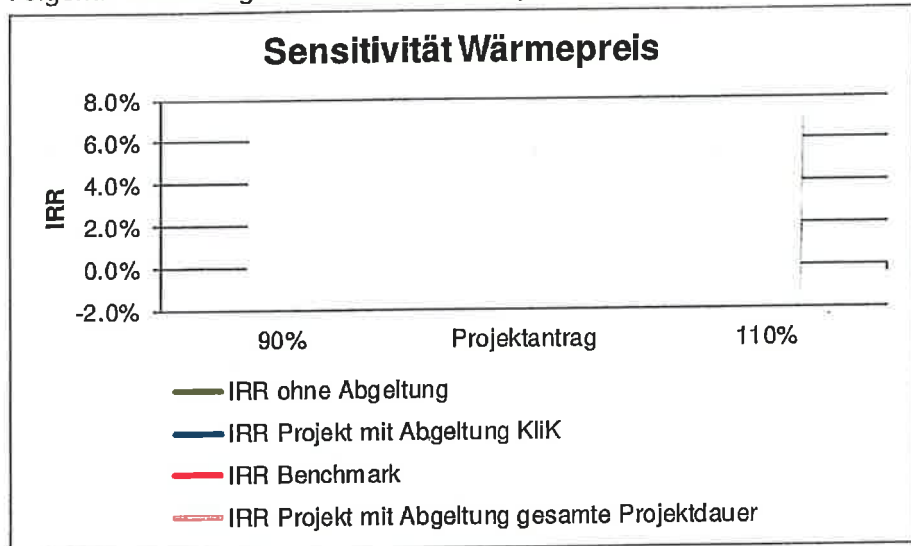 Sensitivität Wärmepreis
8.0%
6.0%
4.0%
2.0%
0.0%
-2.0%
IRR
90% Projektantrag 110%
IRR ohne Abgeltung
IRR Projekt mit Abgeltung KliK
IRR Benchmark
IRR Projekt mit Abgeltung gesamte Projektdauer